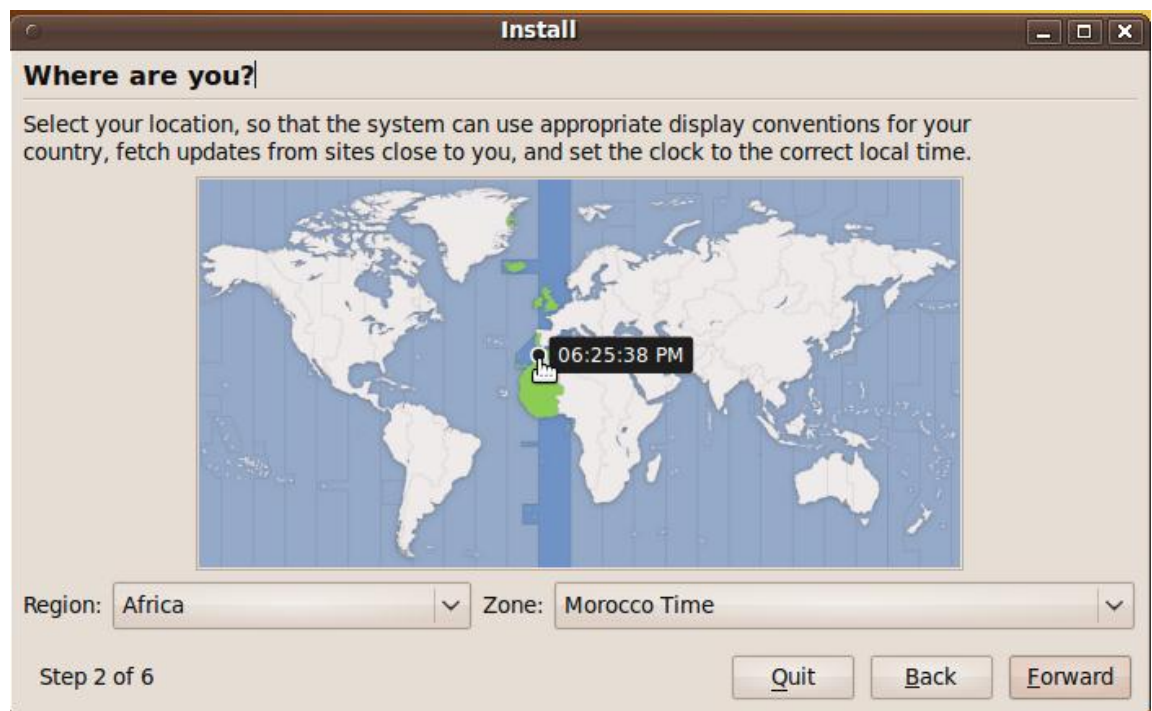 Install
Where are you?
Select your location, so that the system can use appropriate display conventions for your
country, fetch updates from sites close to you, and set the clock to the correct local time.
06:25:38 PM
Region: Africa Zone: Morocco Time
Step 2 of 6 Quit Back Forward